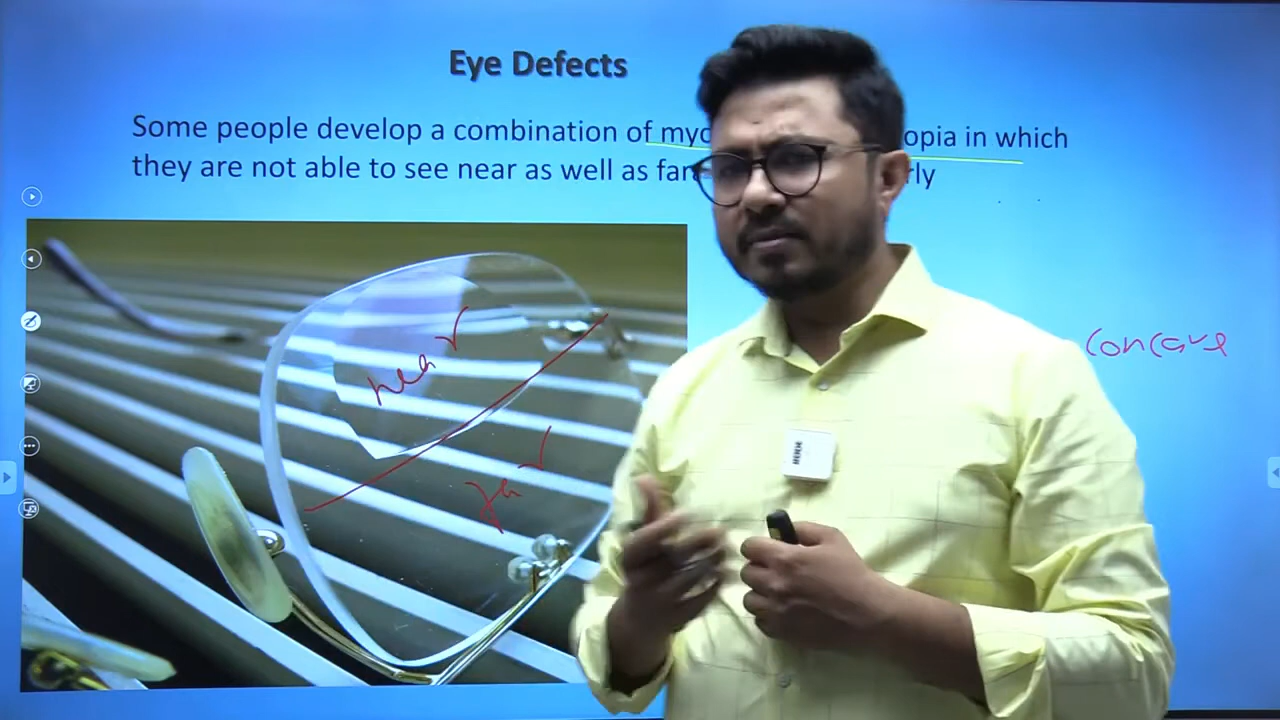 Eye Defects
Some people develop a combination of myo opia in which
they are not able to see near as well as far rly
concave
near
fa